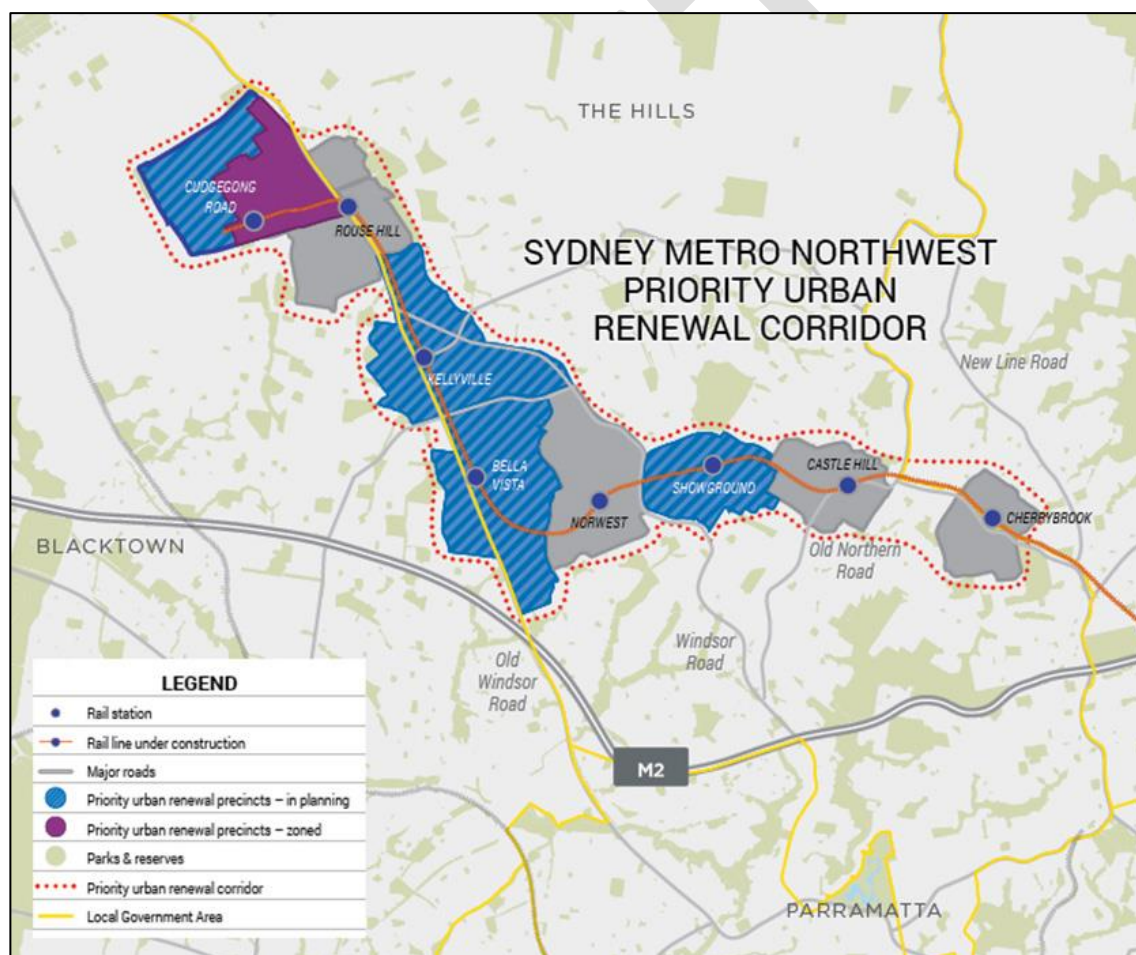 THE HILLS
CUDGEGONG
ROAD
ROUSE HILL
SYDNEY METRO NORTHWEST
PRIORITY URBAN
RENEWAL CORRIDOR
New Line Road
KELLYVILLE
BELLA
VISTA
NORWEST
SHOWGROUND
CASTLE HILL
CHERRYBROOK
BLACKTOWN
Old Northern
Road
Windsor
Road
Old
Windsor
Road
M2
PARRAMATTA
LEGEND
Rail station
Rail line under construction
Major roads
Priority urban renewal precincts – in planning
Priority urban renewal precincts – zoned
Parks & reserves
Priority urban renewal corridor
Local Government Area